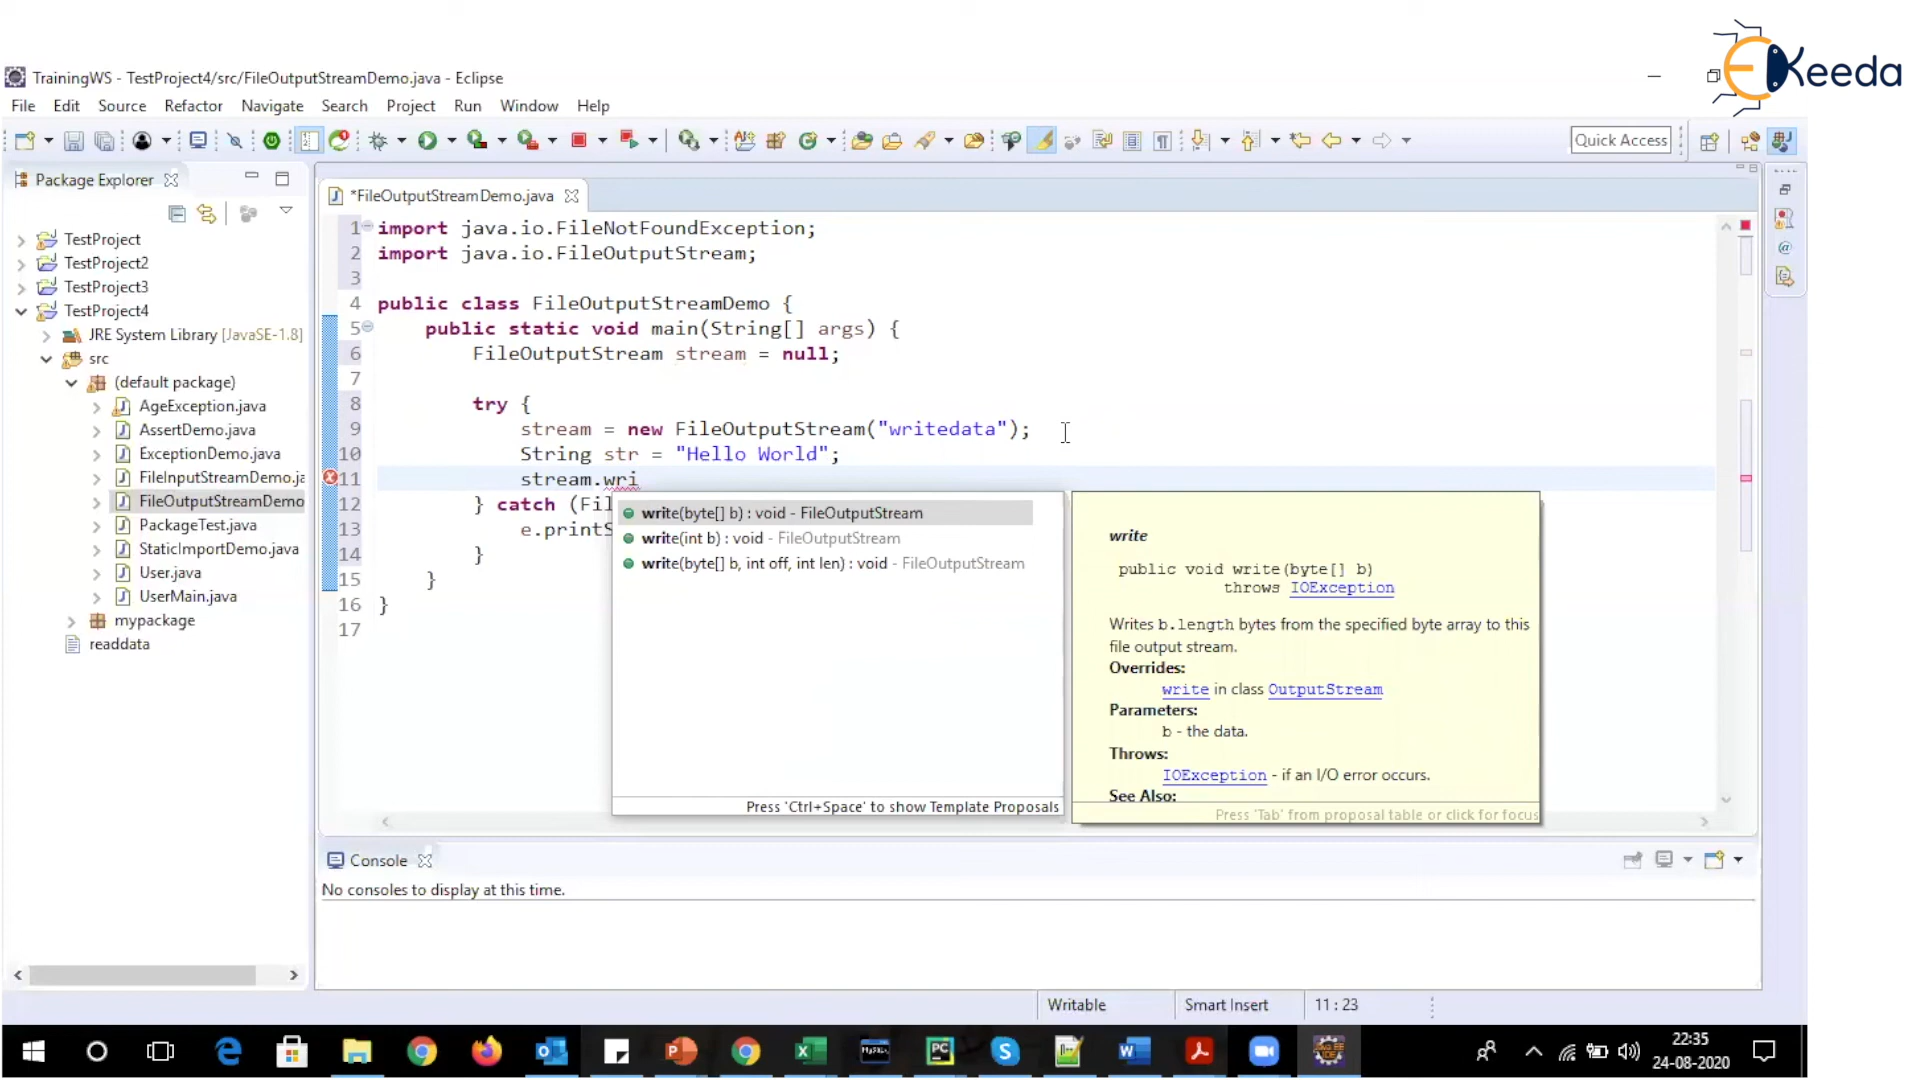 EKeeda
TrainingWS - TestProject4/src/FileOutputStreamDemo.java - Eclipse
File Edit Source Refactor Navigate Search Project Run Window Help
Quick Access
Package Explorer
TestProject
TestProject2
TestProject3
TestProject4
JRE System Library [JavaSE-1.8]
src
(default package)
AgeException.java
AssertDemo.java
ExceptionDemo.java
FileInputStreamDemo.ja
FileOutputStreamDemo
PackageTest.java
StaticImportDemo.java
User.java
UserMain.java
mypackage
readdata
*FileOutputStreamDemo.java
1 import java.io.FileNotFoundException;
2 import java.io.FileOutputStream;
3
4 public class FileOutputStreamDemo {
5 public static void main(String[] args) {
6 FileOutputStream stream = null;
7
8 try {
9 stream = new FileOutputStream("writedata");
10 String str = "Hello World";
11 stream.wri
12 } catch (Fil
13 e.printS
14 }
15 }
16 }
17
write(byte[] b) : void - FileOutputStream
write(int b) : void - FileOutputStream
write(byte[] b, int off, int len) : void - FileOutputStream
Press 'Ctrl+Space' to show Template Proposals
write
public void write(byte[] b)
throws IOException
Writes b.length bytes from the specified byte array to this
file output stream.
Overrides:
write in class OutputStream
Parameters:
b - the data.
Throws:
IOException - if an I/O error occurs.
See Also:
Press 'Tab' from proposal table or click for focus
Console
No consoles to display at this time.
Writable Smart Insert 11 : 23
22:35
24-08-2020